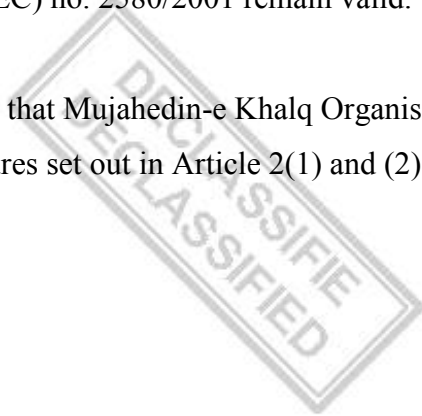 EC) no. 2580/2001 remain valid.
that Mujahedin-e Khalq Organis
res set out in Article 2(1) and (2)
DECLASSIFIE
DECLASSIFIED